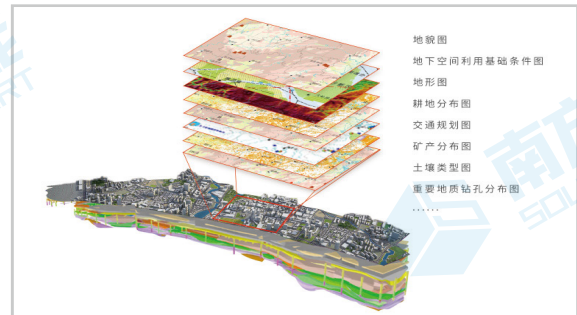 地貌图
地下空间利用基础条件图
地形图
耕地分布图
交通规划图
矿产分布图
土壤类型图
重要地质钻孔分布图
······